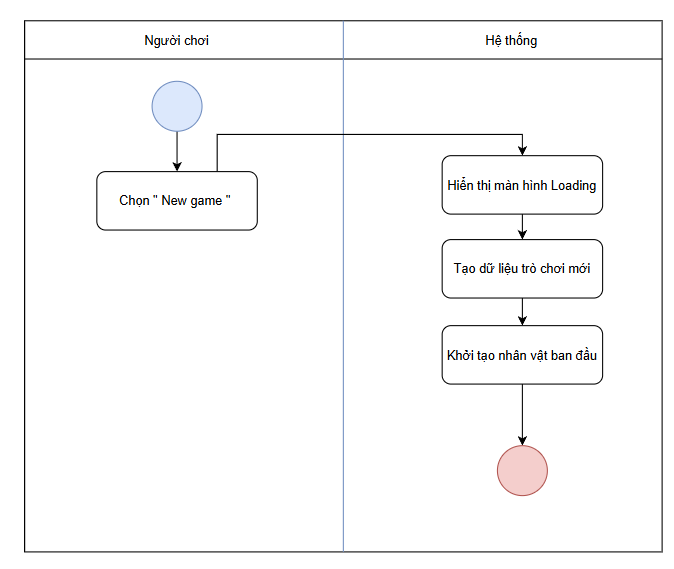 Người chơi
Hệ thống
Chọn " New game "
Hiển thị màn hình Loading
Tạo dữ liệu trò chơi mới
Khởi tạo nhân vật ban đầu